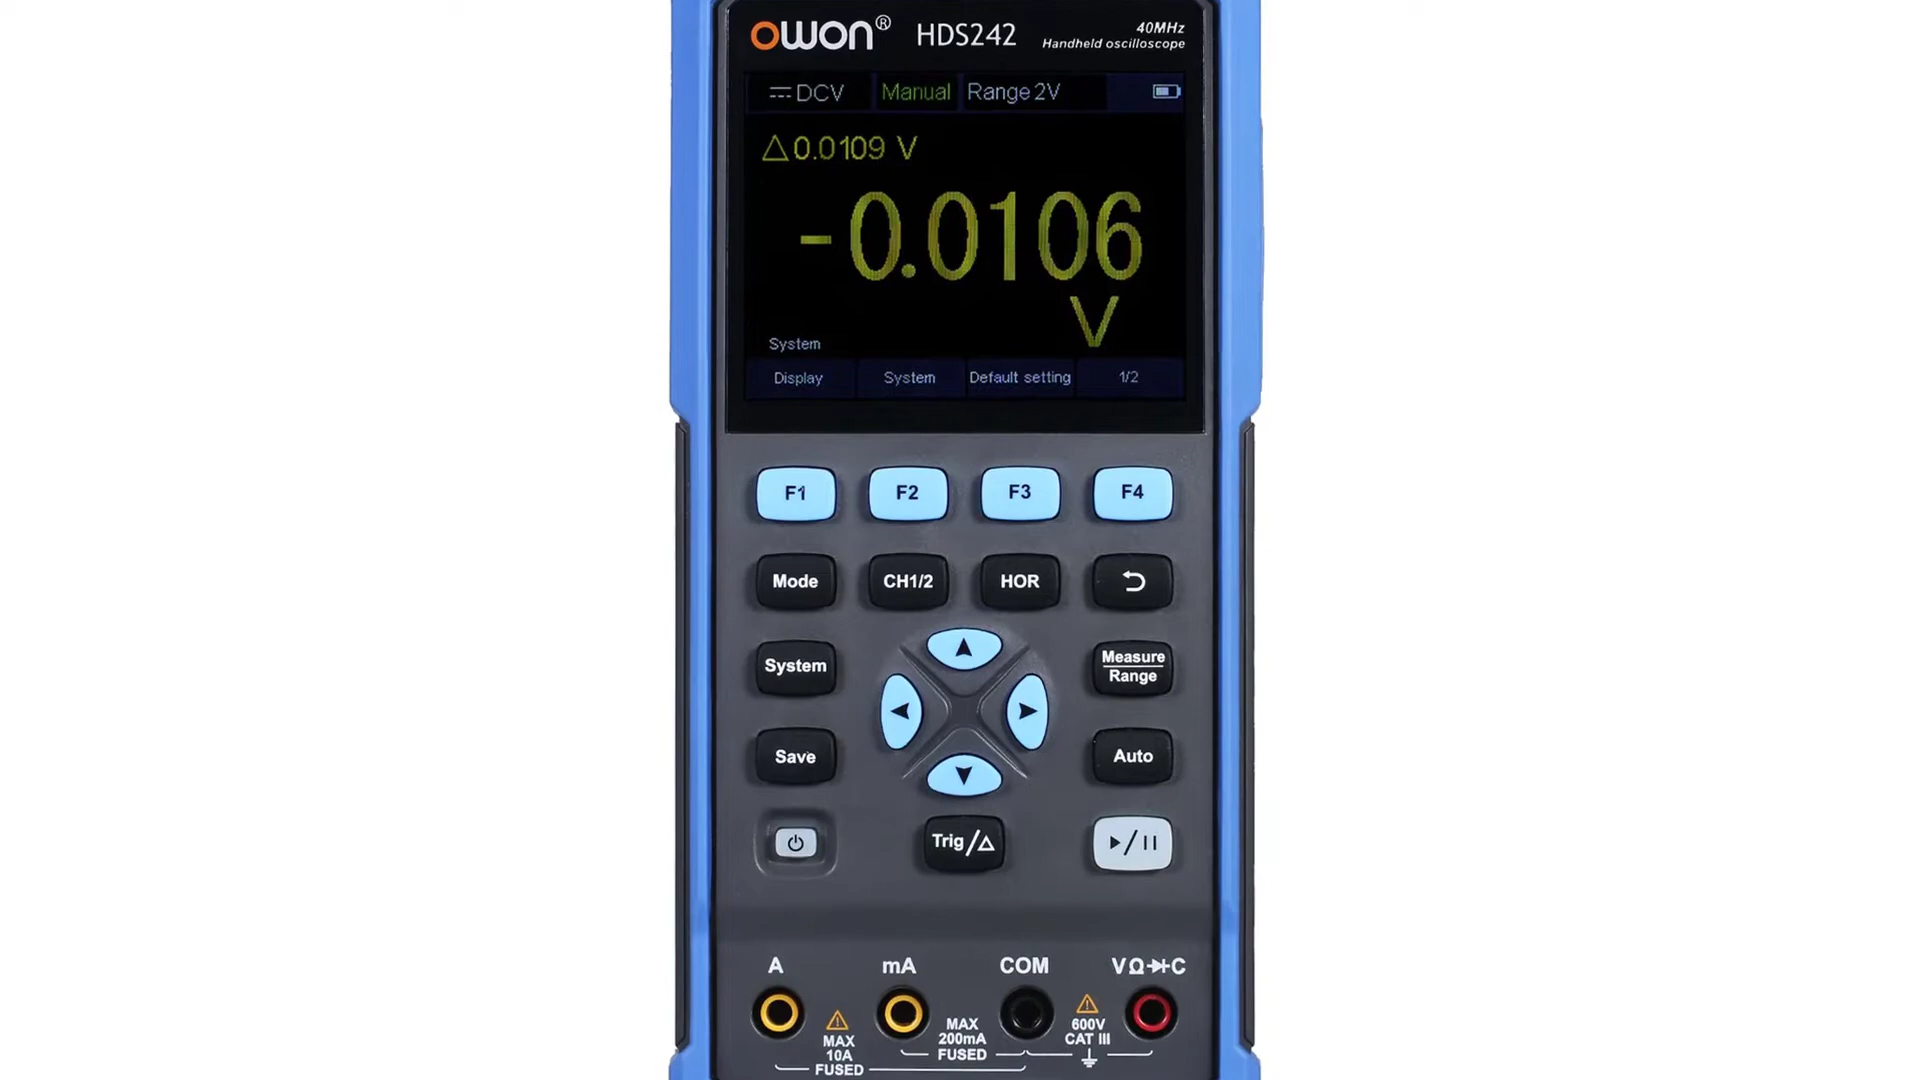 owon® HDS242 40MHz
Handheld oscilloscope
DCV Manual Range 2V
△0.0109 V
-0.0106
V
System
Display System Default setting 1/2
F1 F2 F3 F4
Mode CH1/2 HOR
System Measure
Range
Save Auto
Trig/△
A mA COM VΩC
MAX
10A
FUSED
MAX
200mA
FUSED
600V
CAT III